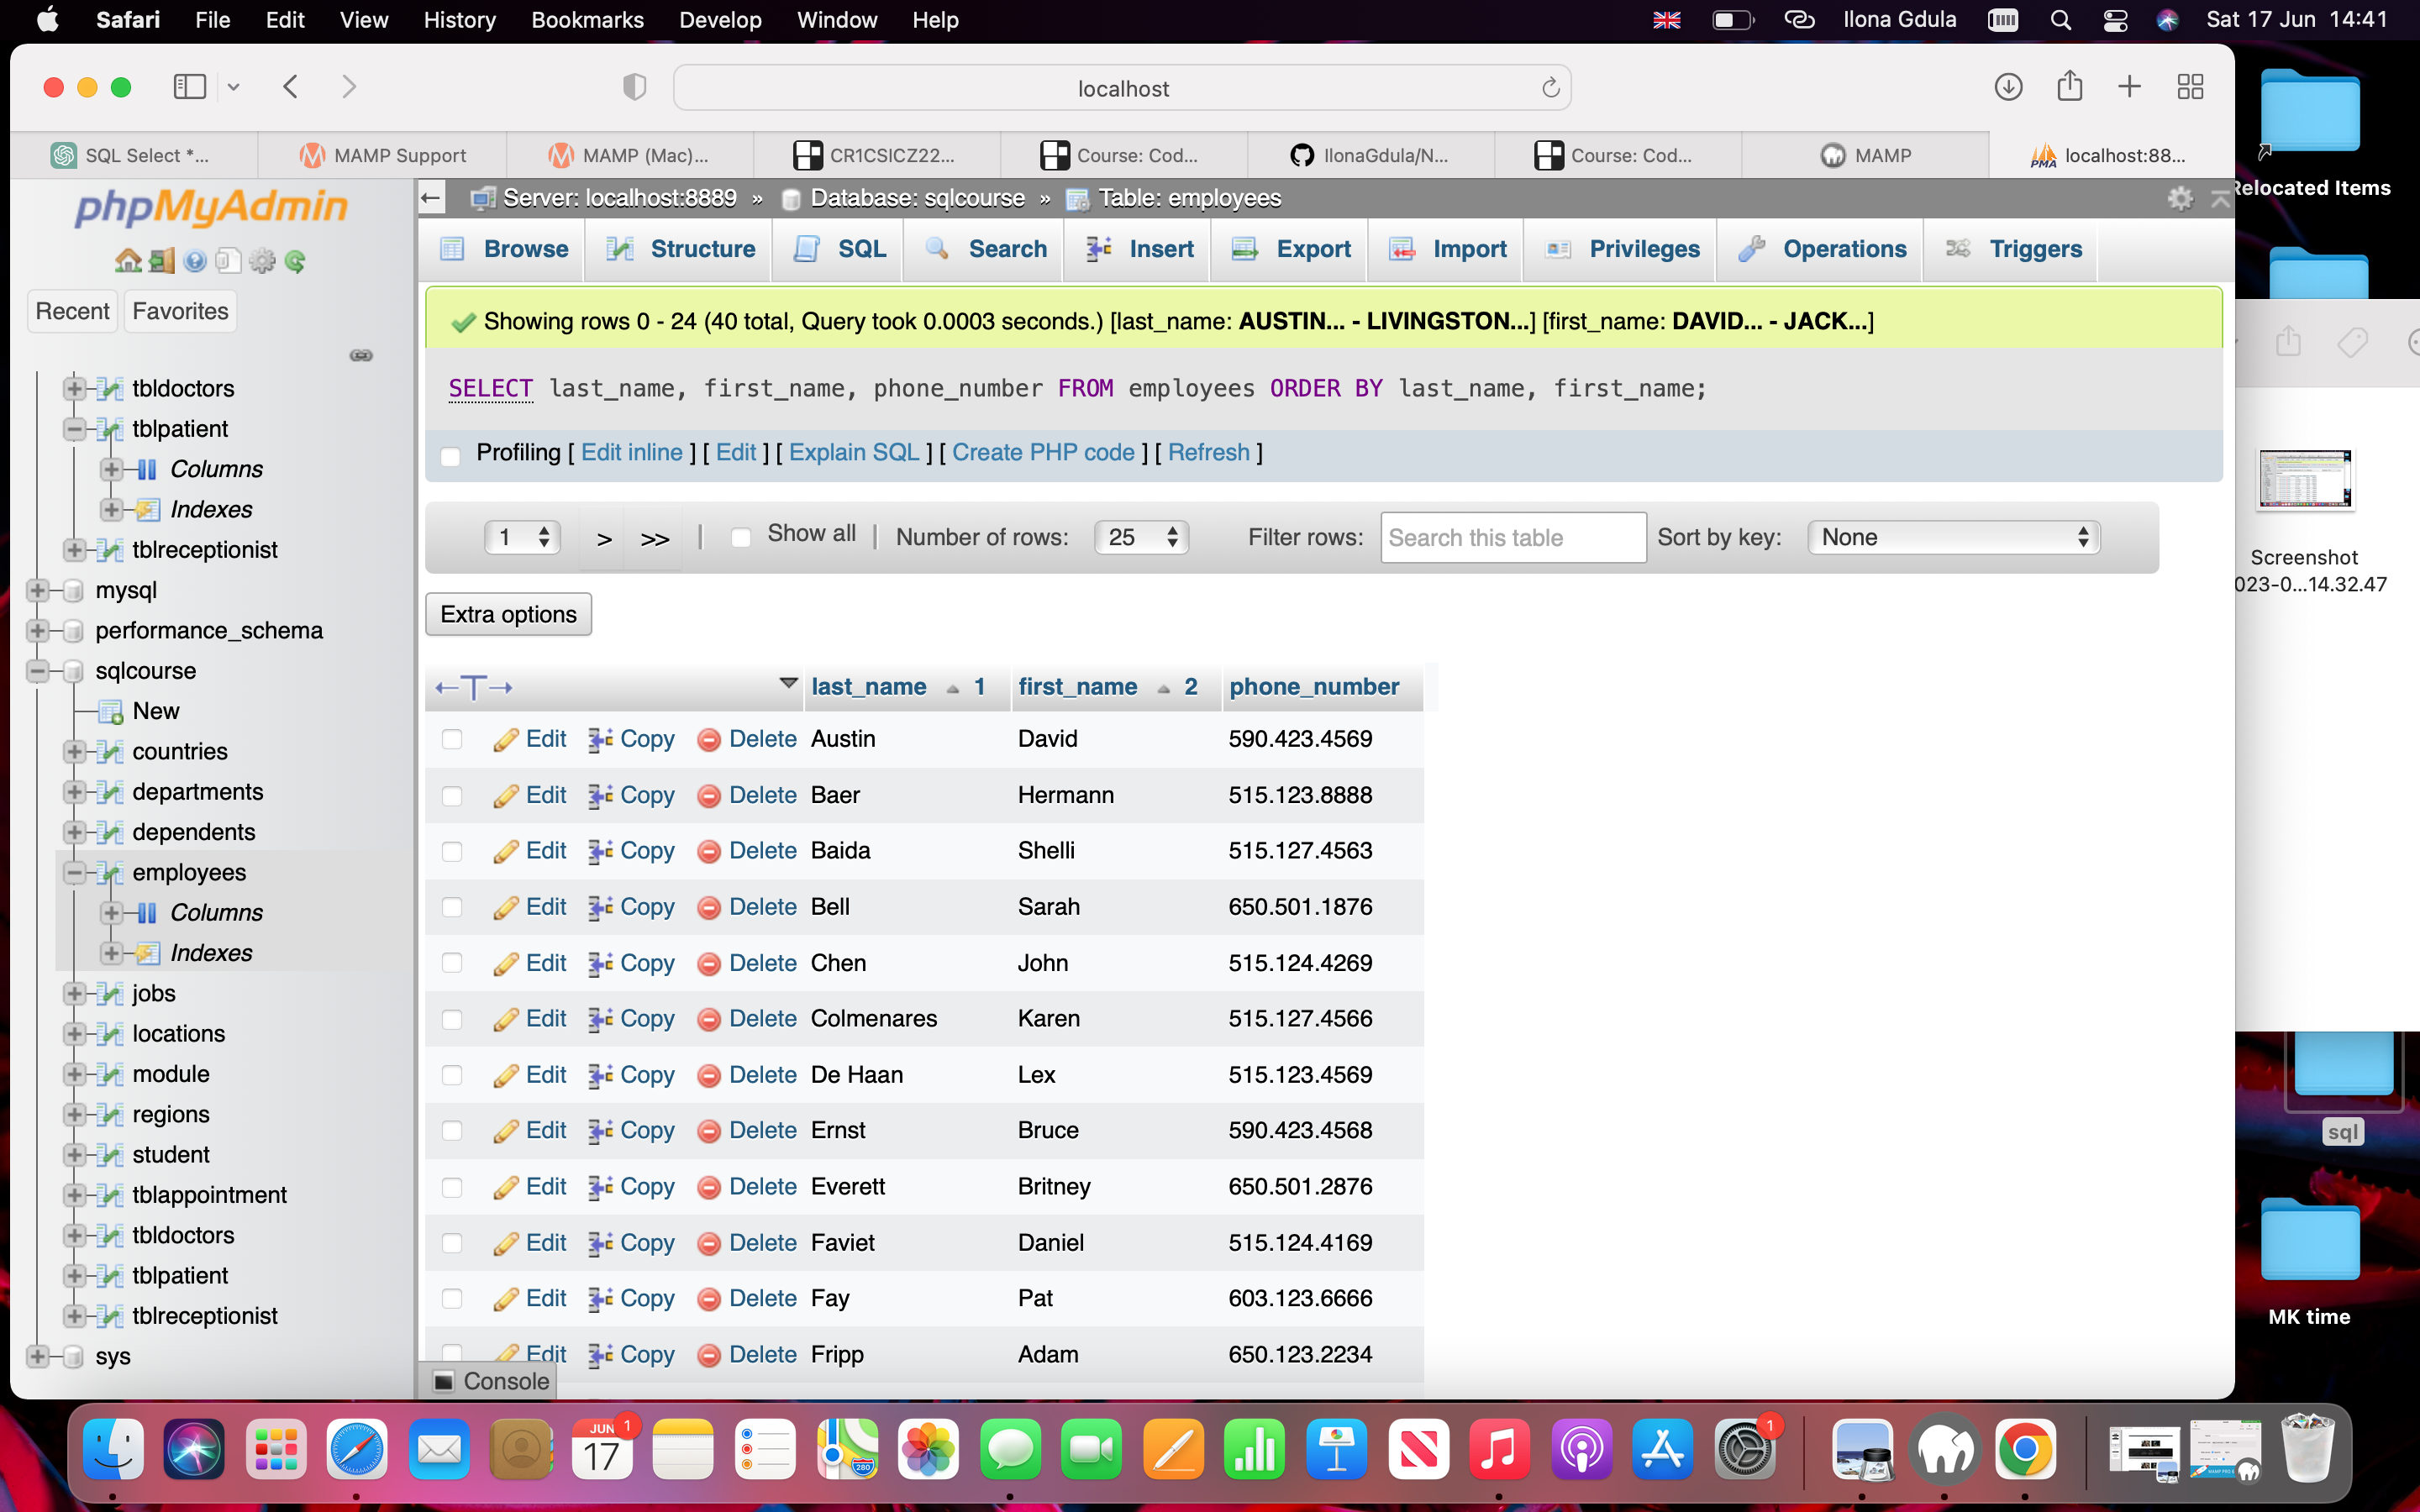 Safari File Edit View History Bookmarks Develop Window Help Ilona Gdula Sat 17 Jun 14:41
localhost
SQL Select *... MAMP Support MAMP (Mac)... CR1CSICZ22... Course: Cod... IlonaGdula/N... Course: Cod... MAMP PMA localhost:88...
phpMyAdmin
Recent Favorites
tbldoctors
tblpatient
Columns
Indexes
tblreceptionist
mysql
performance_schema
sqlcourse
New
countries
departments
dependents
employees
Columns
Indexes
jobs
locations
module
regions
student
tblappointment
tbldoctors
tblpatient
tblreceptionist
sys
Server: localhost:8889 » Database: sqlcourse » Table: employees
Browse Structure SQL Search Insert Export Import Privileges Operations Triggers
Showing rows 0 - 24 (40 total, Query took 0.0003 seconds.) [last_name: AUSTIN... - LIVINGSTON...] [first_name: DAVID... - JACK...]
SELECT last_name, first_name, phone_number FROM employees ORDER BY last_name, first_name;
Profiling [ Edit inline ] [ Edit ] [ Explain SQL ] [ Create PHP code ] [ Refresh ]
1 > >> | Show all | Number of rows: 25 Filter rows: Search this table Sort by key: None
Extra options
←T→ last_name 1 first_name 2 phone_number
Edit Copy Delete Austin David 590.423.4569
Edit Copy Delete Baer Hermann 515.123.8888
Edit Copy Delete Baida Shelli 515.127.4563
Edit Copy Delete Bell Sarah 650.501.1876
Edit Copy Delete Chen John 515.124.4269
Edit Copy Delete Colmenares Karen 515.127.4566
Edit Copy Delete De Haan Lex 515.123.4569
Edit Copy Delete Ernst Bruce 590.423.4568
Edit Copy Delete Everett Britney 650.501.2876
Edit Copy Delete Faviet Daniel 515.124.4169
Edit Copy Delete Fay Pat 603.123.6666
Edit Copy Delete Fripp Adam 650.123.2234
Console
Relocated Items
Screenshot
023-0...14.32.47
sql
MK time
JUN 1
17
280
1